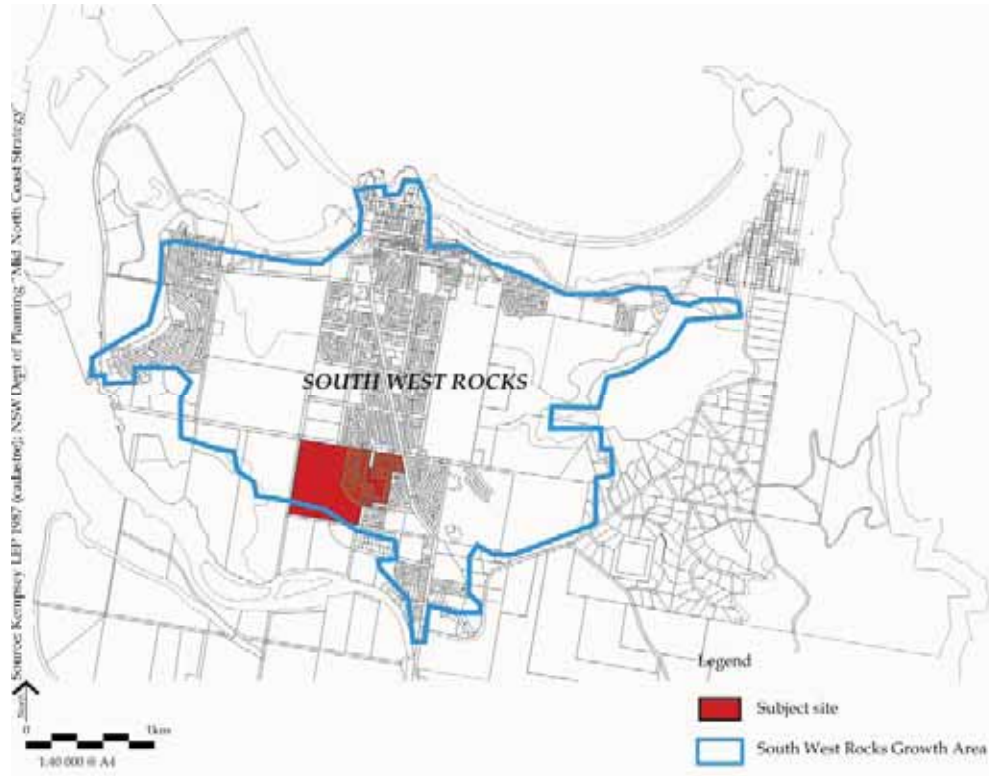 Source: Kempsey LEP 1987 (cadastre); NSW Dept of Planning "Mid North Coast Strategy"
SOUTH WEST ROCKS
Legend
Subject site
South West Rocks Growth Area
North
0 1km
1:40 000 @ A4